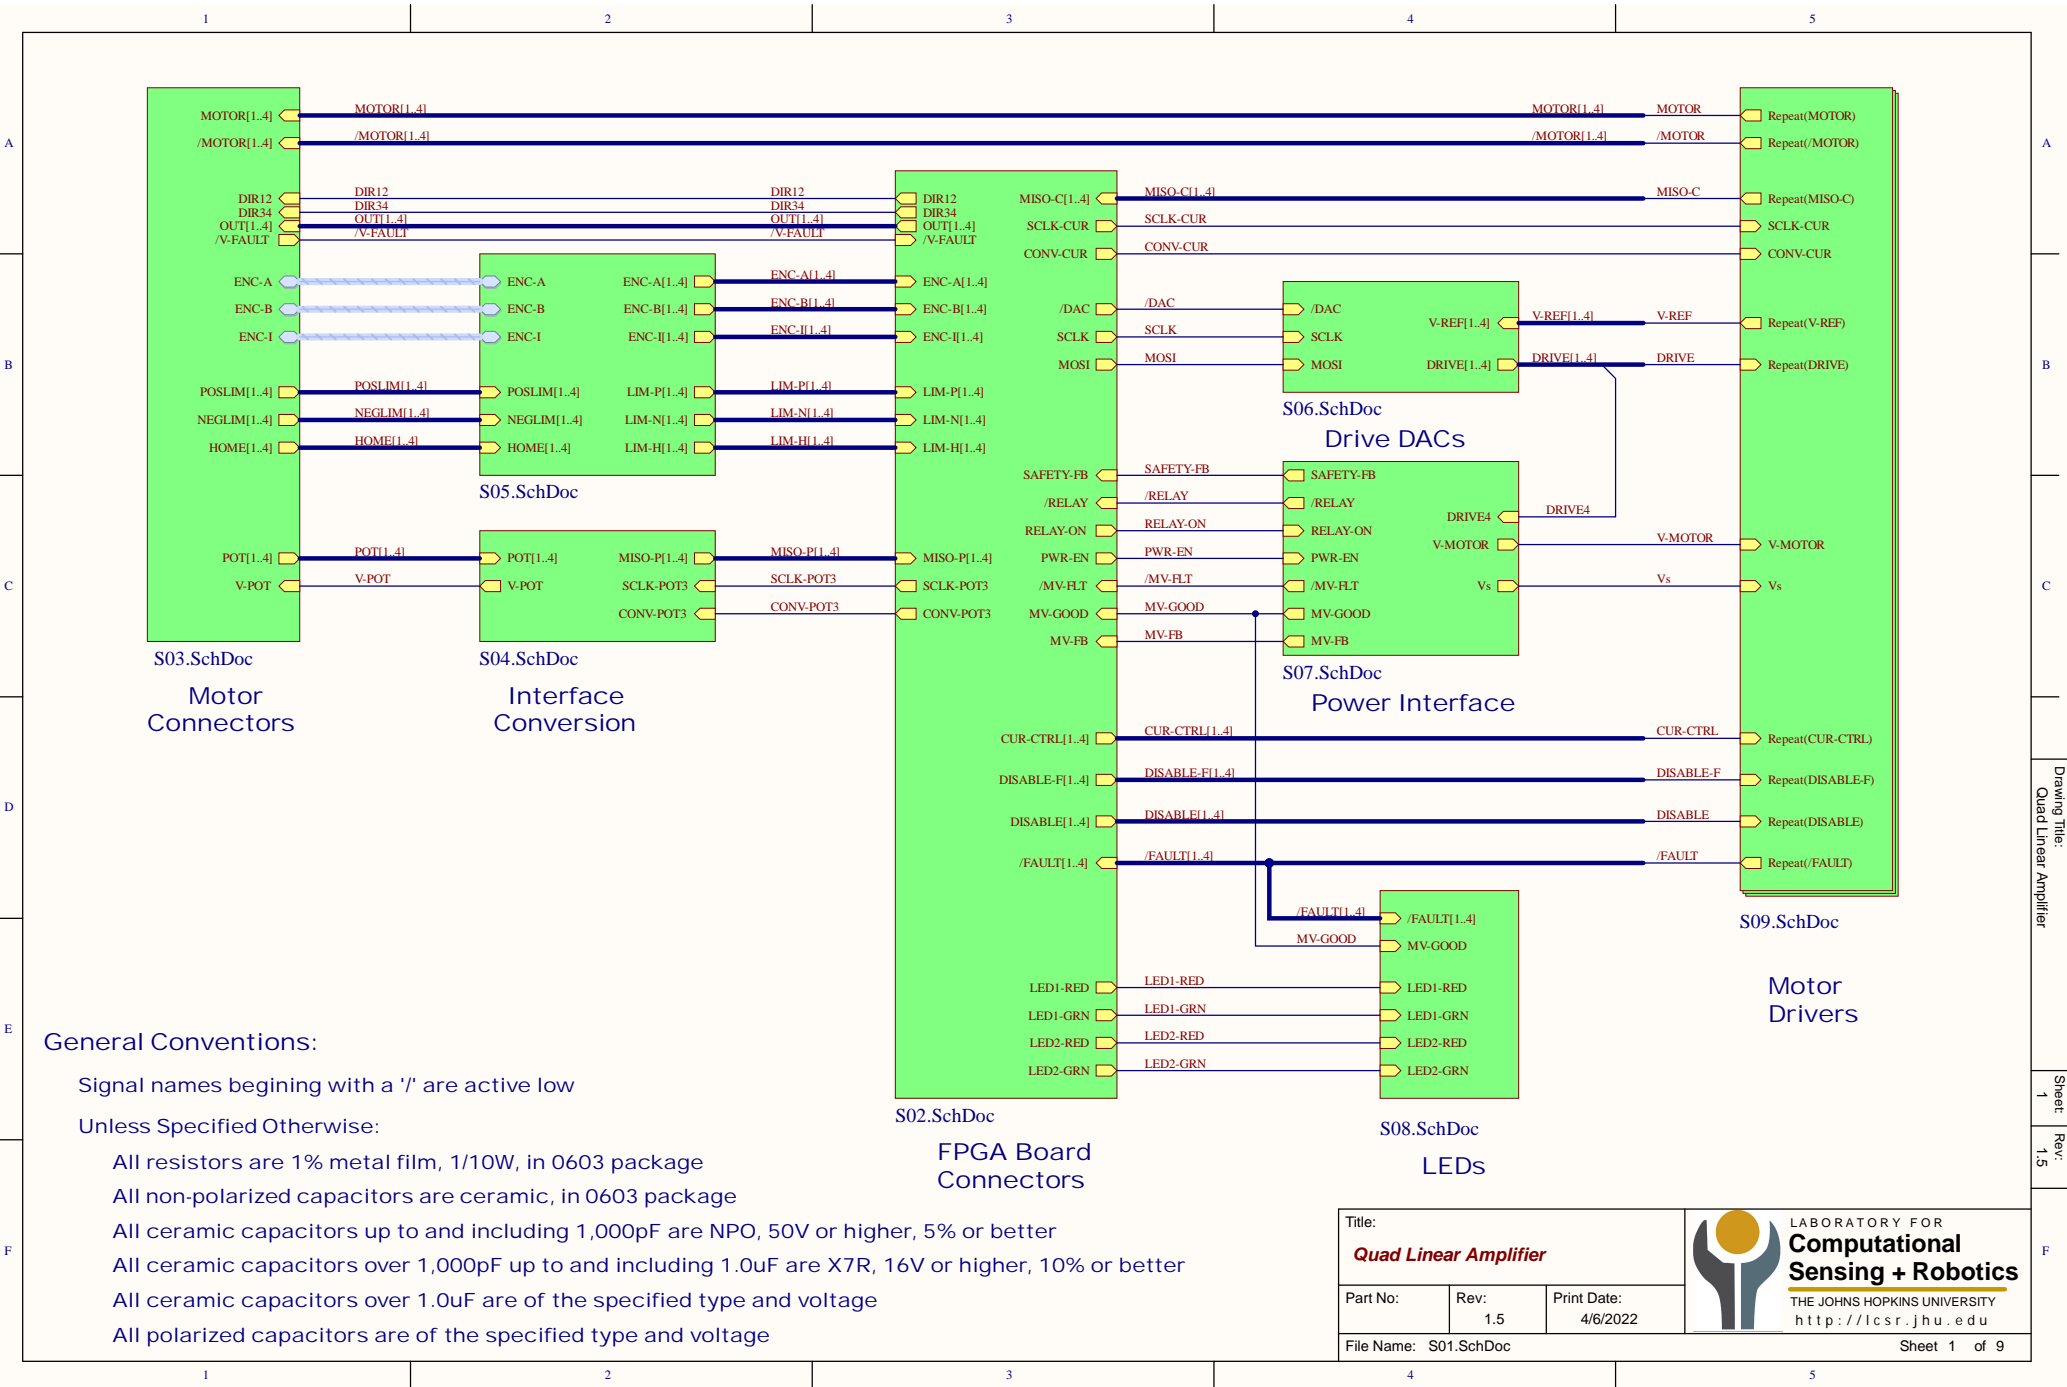 1
2
3
4
5
A
B
C
D
E
F
MOTOR[1..4]
/MOTOR[1..4]
DIR12
DIR34
OUT[1..4]
/V-FAULT
ENC-A
ENC-B
ENC-I
POSLIM[1..4]
NEGLIM[1..4]
HOME[1..4]
POT[1..4]
V-POT
S03.SchDoc
Motor
Connectors
MOTOR[1..4]
/MOTOR[1..4]
DIR12
DIR34
OUT[1..4]
/V-FAULT
POSLIM[1..4]
NEGLIM[1..4]
HOME[1..4]
POT[1..4]
V-POT
ENC-A
ENC-B
ENC-I
POSLIM[1..4]
NEGLIM[1..4]
HOME[1..4]
ENC-A[1..4]
ENC-B[1..4]
ENC-I[1..4]
LIM-P[1..4]
LIM-N[1..4]
LIM-H[1..4]
S05.SchDoc
POT[1..4]
V-POT
MISO-P[1..4]
SCLK-POT3
CONV-POT3
S04.SchDoc
Interface
Conversion
DIR12
DIR34
OUT[1..4]
/V-FAULT
ENC-A[1..4]
ENC-B[1..4]
ENC-I[1..4]
LIM-P[1..4]
LIM-N[1..4]
LIM-H[1..4]
MISO-P[1..4]
SCLK-POT3
CONV-POT3
DIR12
DIR34
OUT[1..4]
/V-FAULT
ENC-A[1..4]
ENC-B[1..4]
ENC-I[1..4]
LIM-P[1..4]
LIM-N[1..4]
LIM-H[1..4]
MISO-P[1..4]
SCLK-POT3
CONV-POT3
MISO-C[1..4]
SCLK-CUR
CONV-CUR
/DAC
SCLK
MOSI
SAFETY-FB
/RELAY
RELAY-ON
PWR-EN
/MV-FLT
MV-GOOD
MV-FB
CUR-CTRL[1..4]
DISABLE-F[1..4]
DISABLE[1..4]
/FAULT[1..4]
LED1-RED
LED1-GRN
LED2-RED
LED2-GRN
S02.SchDoc
FPGA Board
Connectors
MISO-C[1..4]
SCLK-CUR
CONV-CUR
/DAC
SCLK
MOSI
SAFETY-FB
/RELAY
RELAY-ON
PWR-EN
/MV-FLT
MV-GOOD
MV-FB
CUR-CTRL[1..4]
DISABLE-F[1..4]
DISABLE[1..4]
/FAULT[1..4]
/FAULT[1..4]
MV-GOOD
LED1-RED
LED1-GRN
LED2-RED
LED2-GRN
/DAC
SCLK
MOSI
V-REF[1..4]
DRIVE[1..4]
S06.SchDoc
Drive DACs
SAFETY-FB
/RELAY
RELAY-ON
PWR-EN
/MV-FLT
MV-GOOD
MV-FB
DRIVE4
V-MOTOR
Vs
S07.SchDoc
Power Interface
/FAULT[1..4]
MV-GOOD
LED1-RED
LED1-GRN
LED2-RED
LED2-GRN
S08.SchDoc
LEDs
MOTOR[1..4]
/MOTOR[1..4]
V-REF[1..4]
DRIVE[1..4]
DRIVE4
MOTOR
/MOTOR
MISO-C
V-REF
DRIVE
V-MOTOR
Vs
CUR-CTRL
DISABLE-F
DISABLE
/FAULT
Repeat(MOTOR)
Repeat(/MOTOR)
Repeat(MISO-C)
SCLK-CUR
CONV-CUR
Repeat(V-REF)
Repeat(DRIVE)
V-MOTOR
Vs
Repeat(CUR-CTRL)
Repeat(DISABLE-F)
Repeat(DISABLE)
Repeat(/FAULT)
S09.SchDoc
Motor
Drivers
General Conventions:
Signal names begining with a '/' are active low
Unless Specified Otherwise:
All resistors are 1% metal film, 1/10W, in 0603 package
All non-polarized capacitors are ceramic, in 0603 package
All ceramic capacitors up to and including 1,000pF are NPO, 50V or higher, 5% or better
All ceramic capacitors over 1,000pF up to and including 1.0uF are X7R, 16V or higher, 10% or better
All ceramic capacitors over 1.0uF are of the specified type and voltage
All polarized capacitors are of the specified type and voltage
Title:
Quad Linear Amplifier
Part No:
Rev:
1.5
Print Date:
4/6/2022
File Name: S01.SchDoc
Sheet 1 of 9
LABORATORY FOR
Computational
Sensing + Robotics
THE JOHNS HOPKINS UNIVERSITY
http://lcsr.jhu.edu
Drawing Title:
Quad Linear Amplifier
Sheet:
1
Rev:
1.5
A
B
C
D
E
F
1
2
3
4
5